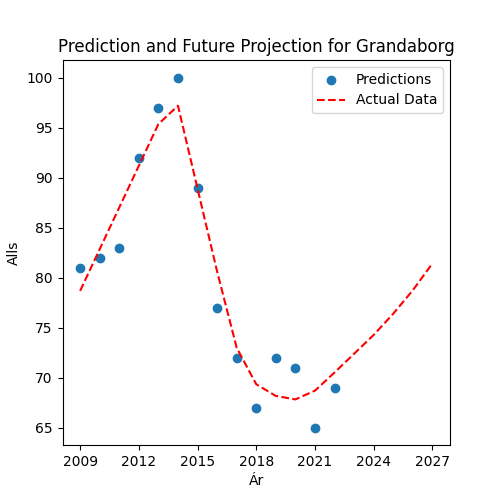 Prediction and Future Projection for Grandaborg
Predictions
Actual Data
Alls
100
95
90
85
80
75
70
65
2009 2012 2015 2018 2021 2024 2027
Ár